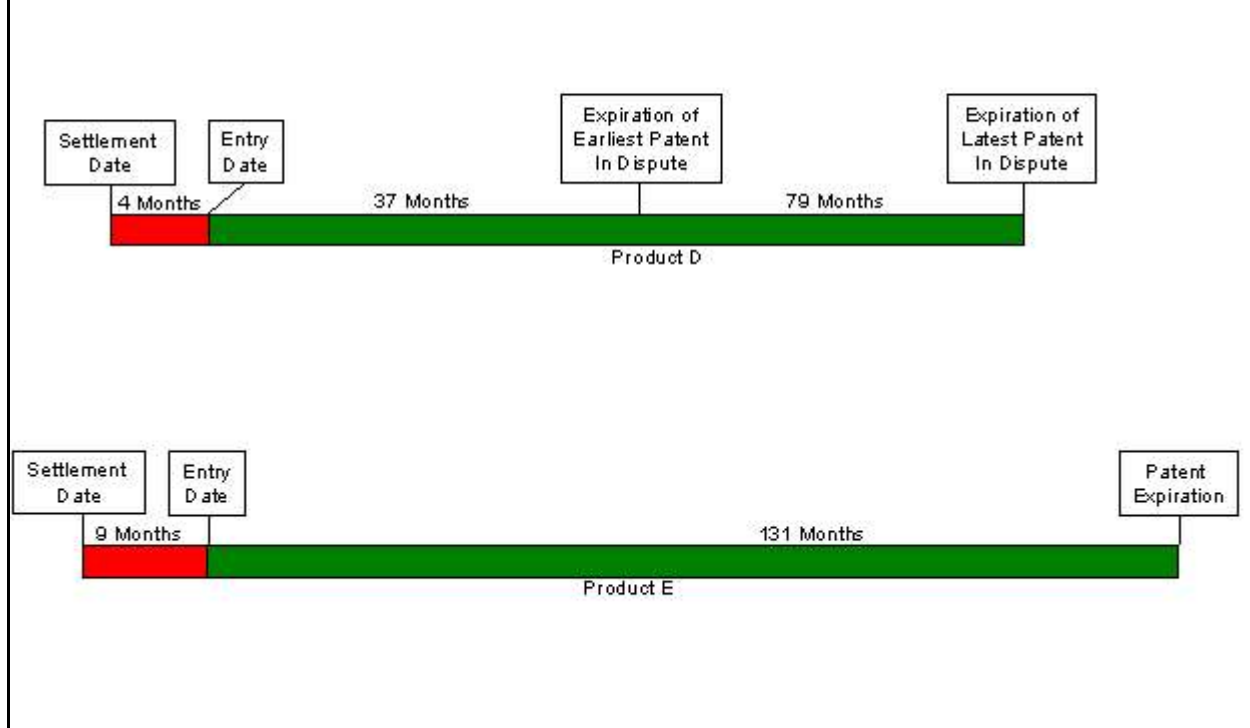 Settlement
Date
Entry
Date
Expiration of
Earliest Patent
In Dispute
Expiration of
Latest Patent
In Dispute
4 Months
37 Months
79 Months
Product D
Settlement
Date
Entry
Date
Patent
Expiration
9 Months
131 Months
Product E